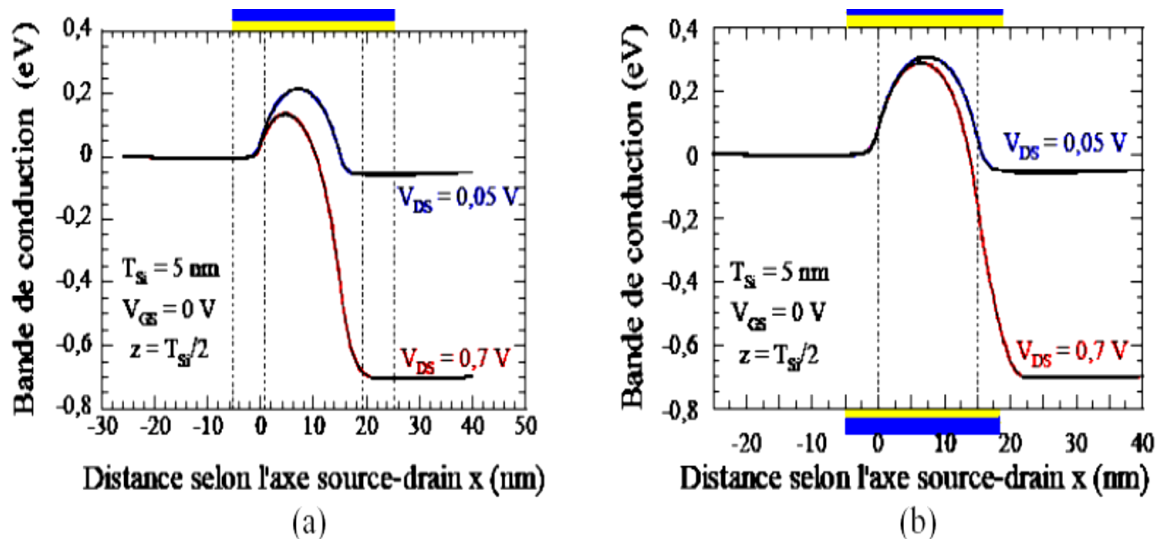 0,4
0,2
0
-0,2
-0,4
-0,6
-0,8
Bande de conduction (eV)
V_DS = 0,05 V
T_Si = 5 nm
V_GS = 0 V
z = T_Si/2
V_DS = 0,7 V
-30 -20 -10 0 10 20 30 40 50
Distance selon l'axe source-drain x (nm)
(a)
0,4
0,2
0
-0,2
-0,4
-0,6
-0,8
Bande de conduction (eV)
V_DS = 0,05 V
T_Si = 5 nm
V_GS = 0 V
z = T_Si/2
V_DS = 0,7 V
-20 -10 0 10 20 30 40
Distance selon l'axe source-drain x (nm)
(b)